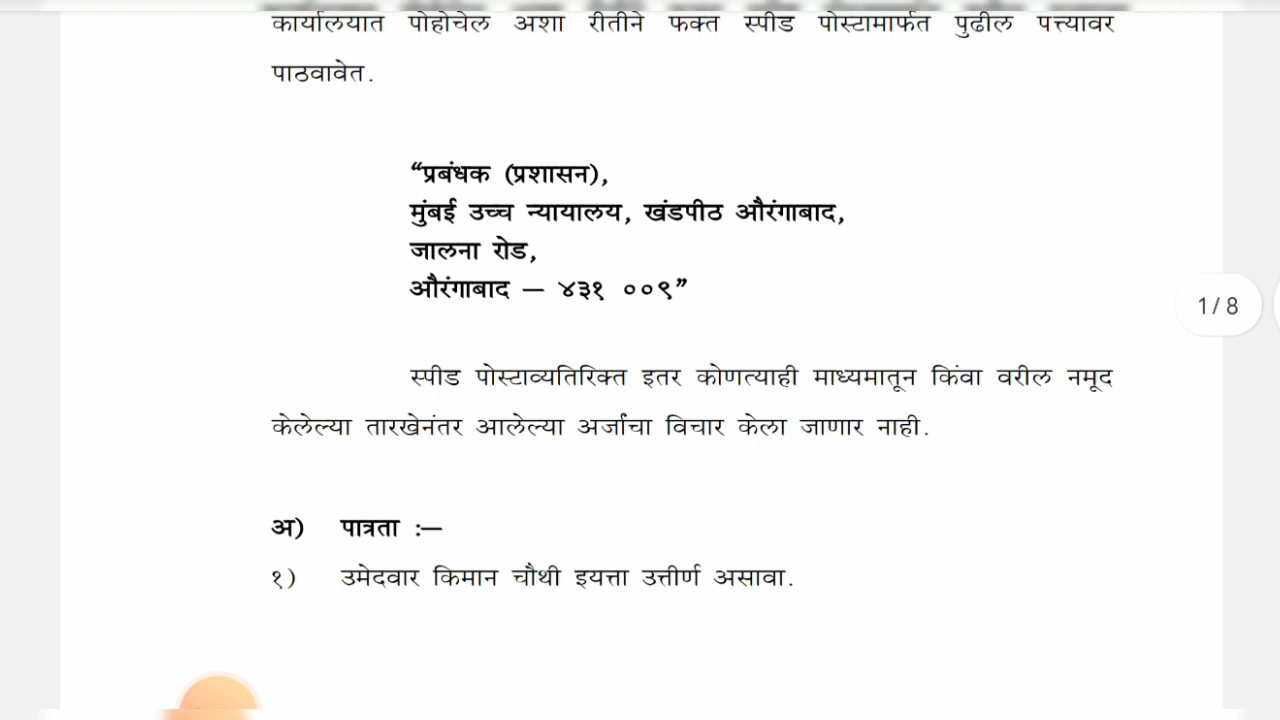 कार्यालयात पोहोचेल अशा रीतीने फक्त स्पीड पोस्टामार्फत पुढील पत्त्यावर
पाठवावेत.
“प्रबंधक (प्रशासन),
मुंबई उच्च न्यायालय, खंडपीठ औरंगाबाद,
जालना रोड,
औरंगाबाद — ४३१ ००९”
स्पीड पोस्टाव्यतिरिक्त इतर कोणत्याही माध्यमातून किंवा वरील नमूद
केलेल्या तारखेनंतर आलेल्या अर्जांचा विचार केला जाणार नाही.
अ) पात्रता :—
१) उमेदवार किमान चौथी इयत्ता उत्तीर्ण असावा.
1/8